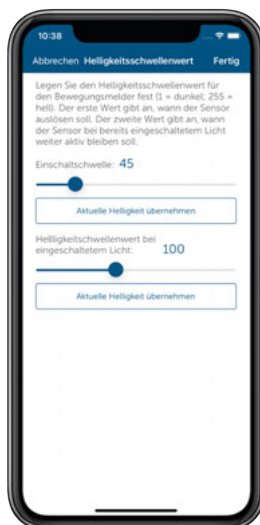 10:38
Abbrechen Helligkeitsschwellenwert Fertig
Legen Sie den Helligkeitsschwellenwert für
den Bewegungsmelder fest (1 = dunkel; 255 =
hell). Der erste Wert gibt an, wann der Sensor
auslösen soll. Der zweite Wert gibt an, wann
der Sensor bei bereits eingeschaltetem Licht
weiter aktiv bleiben soll.
Einschaltschwelle: 45
Aktuelle Helligkeit übernehmen
Helligkeitschwellenwert bei
eingeschaltetem Licht: 100
Aktuelle Helligkeit übernehmen